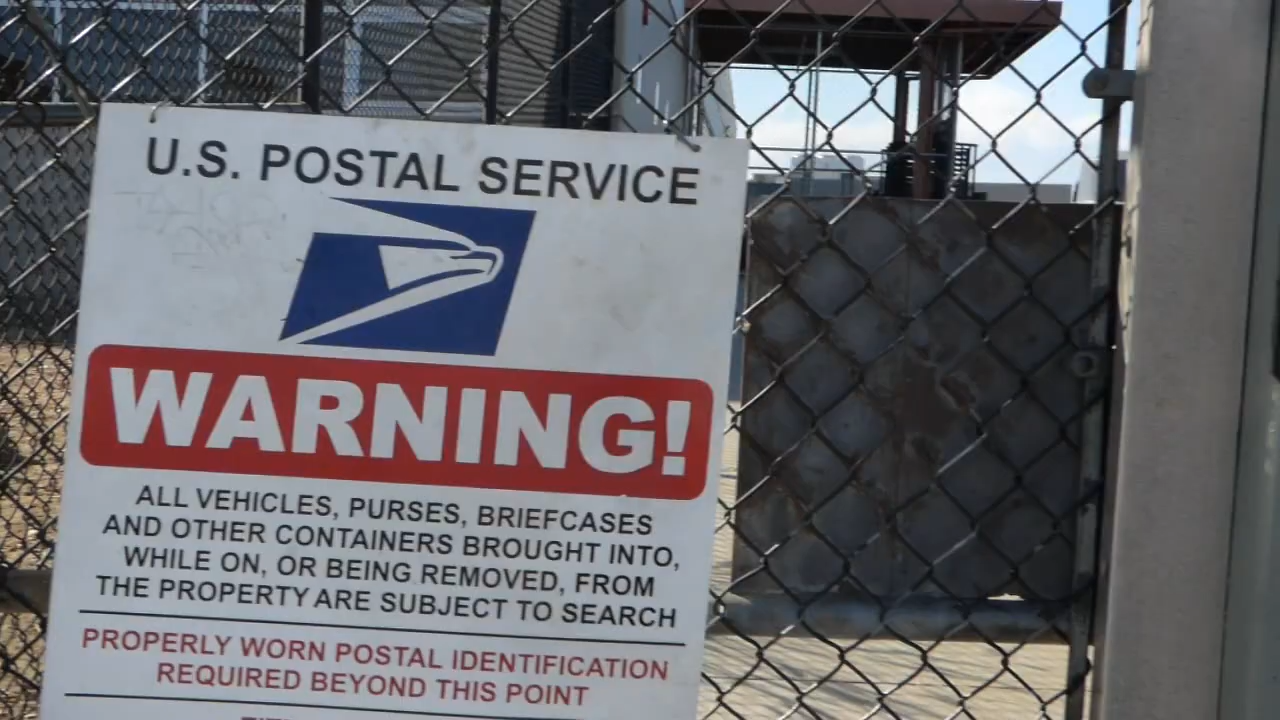 U.S. POSTAL SERVICE
WARNING!
ALL VEHICLES, PURSES, BRIEFCASES
AND OTHER CONTAINERS BROUGHT INTO,
WHILE ON, OR BEING REMOVED, FROM
THE PROPERTY ARE SUBJECT TO SEARCH
PROPERLY WORN POSTAL IDENTIFICATION
REQUIRED BEYOND THIS POINT